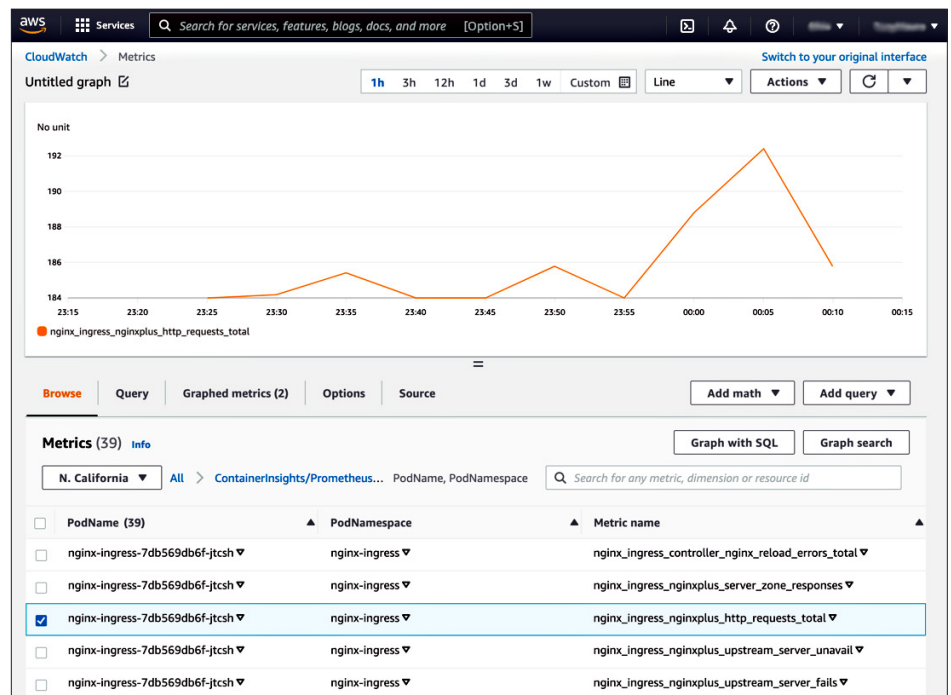 aws Services Search for services, features, blogs, docs, and more [Option+S]
CloudWatch > Metrics Switch to your original interface
Untitled graph 1h 3h 12h 1d 3d 1w Custom Line Actions
No unit
192
190
188
186
184
23:15 23:20 23:25 23:30 23:35 23:40 23:45 23:50 23:55 00:00 00:05 00:10 00:15
nginx_ingress_nginxplus_http_requests_total
Browse Query Graphed metrics (2) Options Source Add math Add query
Metrics (39) Info Graph with SQL Graph search
N. California All > ContainerInsights/Prometheus... PodName, PodNamespace Search for any metric, dimension or resource id
PodName (39) PodNamespace Metric name
nginx-ingress-7db569db6f-jtcsh nginx-ingress nginx_ingress_controller_nginx_reload_errors_total
nginx-ingress-7db569db6f-jtcsh nginx-ingress nginx_ingress_nginxplus_server_zone_responses
nginx-ingress-7db569db6f-jtcsh nginx-ingress nginx_ingress_nginxplus_http_requests_total
nginx-ingress-7db569db6f-jtcsh nginx-ingress nginx_ingress_nginxplus_upstream_server_unavail
nginx-ingress-7db569db6f-jtcsh nginx-ingress nginx_ingress_nginxplus_upstream_server_fails